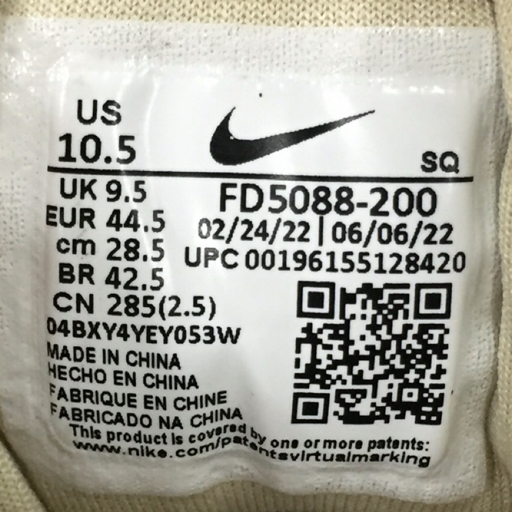 US
10.5
SQ
UK 9.5
FD5088-200
EUR 44.5
02/24/22 | 06/06/22
cm 28.5
UPC 00196155128420
BR 42.5
CN 285(2.5)
04BXY4YEY053W
MADE IN CHINA
HECHO EN CHINA
FABRIQUE EN CHINE
FABRICADO NA CHINA
This product is covered by one or more patents:
www.nike.com/patentsvirtualmarking